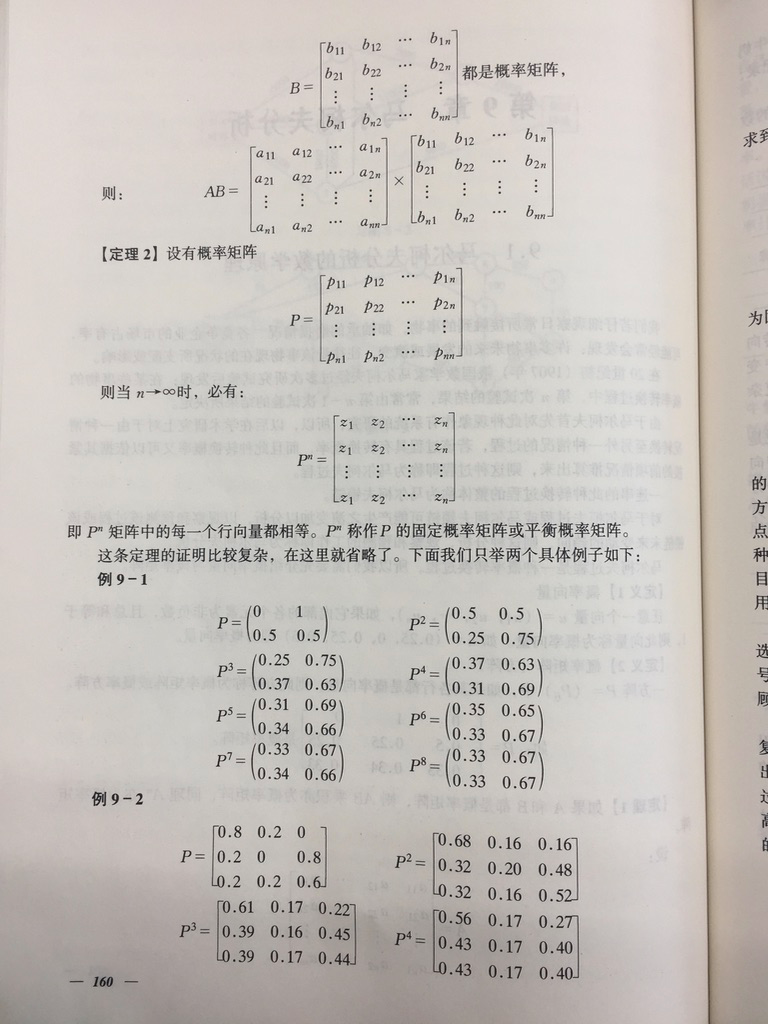 B = [b11 b12 ⋯ b1n; b21 b22 ⋯ b2n; ⋮ ⋮ ⋮ ⋮; bn1 bn2 ⋯ bnn] 都是概率矩阵，
则： AB = [a11 a12 ⋯ a1n; a21 a22 ⋯ a2n; ⋮ ⋮ ⋮ ⋮; an1 an2 ⋯ ann] × [b11 b12 ⋯ b1n; b21 b22 ⋯ b2n; ⋮ ⋮ ⋮ ⋮; bn1 bn2 ⋯ bnn]
【定理2】设有概率矩阵
P = [p11 p12 ⋯ p1n; p21 p22 ⋯ p2n; ⋮ ⋮ ⋮ ⋮; pn1 pn2 ⋯ pnn]
则当 n→∞时，必有：
Pⁿ = [z1 z2 ⋯ zn; z1 z2 ⋯ zn; ⋮ ⋮ ⋮ ⋮; z1 z2 ⋯ zn]
即 Pⁿ 矩阵中的每一个行向量都相等。Pⁿ 称作 P 的固定概率矩阵或平衡概率矩阵。
这条定理的证明比较复杂，在这里就省略了。下面我们只举两个具体例子如下：
例 9-1
P = (0 1; 0.5 0.5) P² = (0.5 0.5; 0.25 0.75)
P³ = (0.25 0.75; 0.37 0.63) P⁴ = (0.37 0.63; 0.31 0.69)
P⁵ = (0.31 0.69; 0.34 0.66) P⁶ = (0.35 0.65; 0.33 0.67)
P⁷ = (0.33 0.67; 0.34 0.66) P⁸ = (0.33 0.67; 0.33 0.67)
例 9-2
P = [0.8 0.2 0; 0.2 0 0.8; 0.2 0.2 0.6] P² = [0.68 0.16 0.16; 0.32 0.20 0.48; 0.32 0.16 0.52]
P³ = [0.61 0.17 0.22; 0.39 0.16 0.45; 0.39 0.17 0.44] P⁴ = [0.56 0.17 0.27; 0.43 0.17 0.40; 0.43 0.17 0.40]
— 160 —
求到
的
方
点
种
目
用
选
号
顾